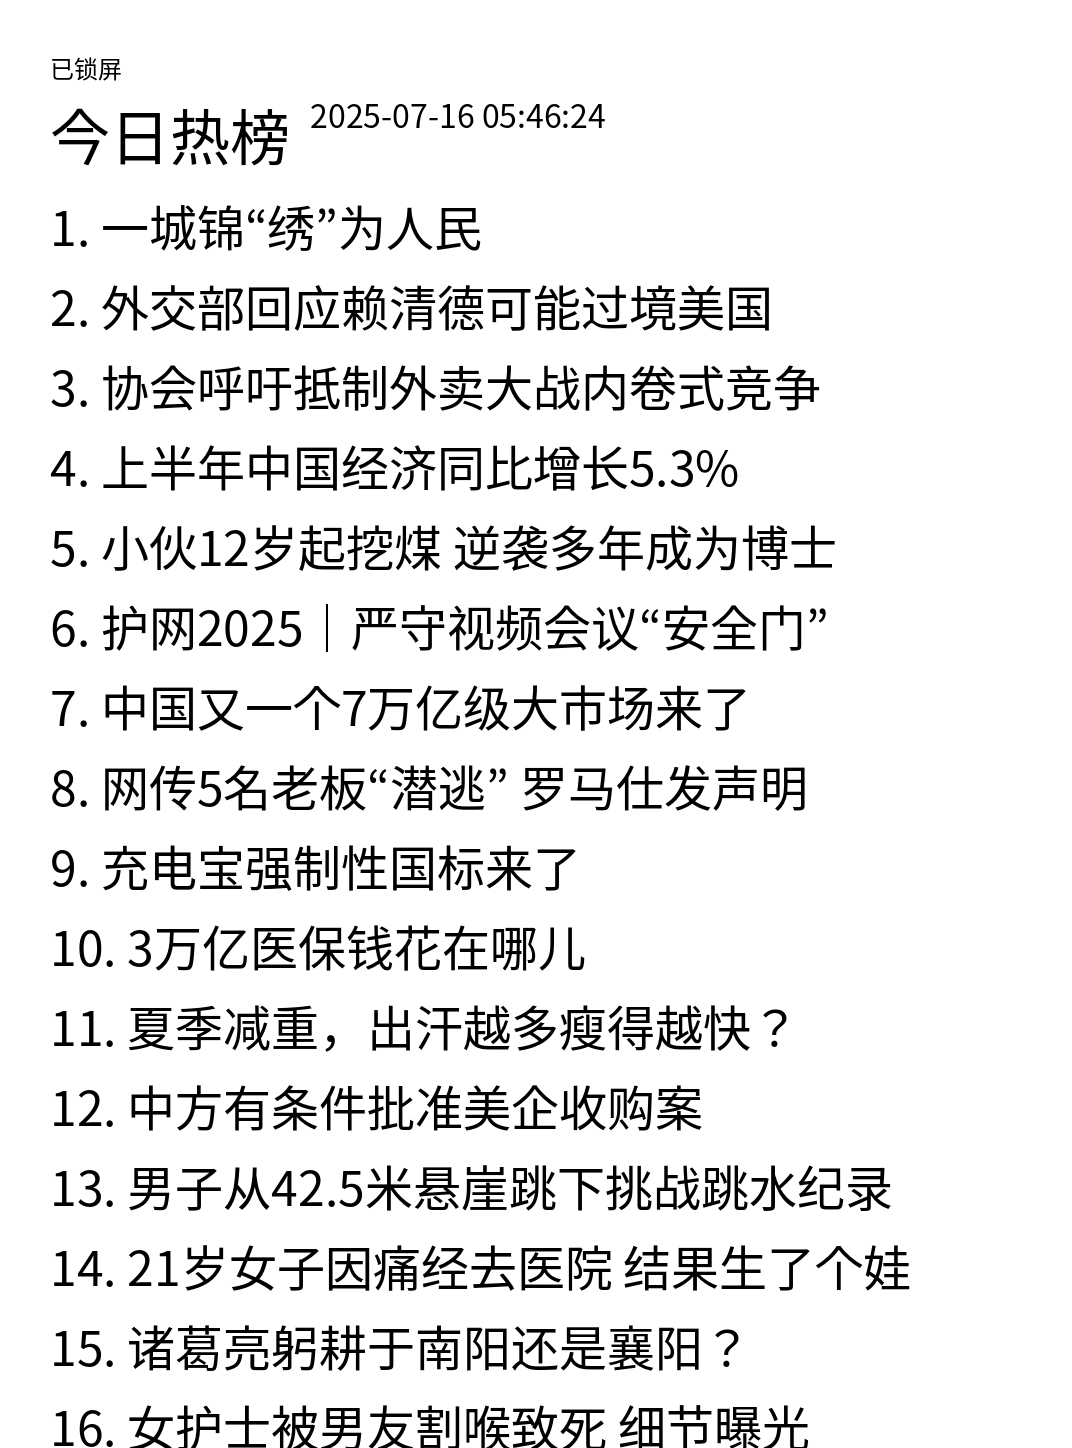 已锁屏
今日热榜 2025-07-16 05:46:24
1. 一城锦“绣”为人民
2. 外交部回应赖清德可能过境美国
3. 协会呼吁抵制外卖大战内卷式竞争
4. 上半年中国经济同比增长5.3%
5. 小伙12岁起挖煤 逆袭多年成为博士
6. 护网2025｜严守视频会议“安全门”
7. 中国又一个7万亿级大市场来了
8. 网传5名老板“潜逃” 罗马仕发声明
9. 充电宝强制性国标来了
10. 3万亿医保钱花在哪儿
11. 夏季减重，出汗越多瘦得越快？
12. 中方有条件批准美企收购案
13. 男子从42.5米悬崖跳下挑战跳水纪录
14. 21岁女子因痛经去医院 结果生了个娃
15. 诸葛亮躬耕于南阳还是襄阳？
16. 女护士被男友割喉致死 细节曝光